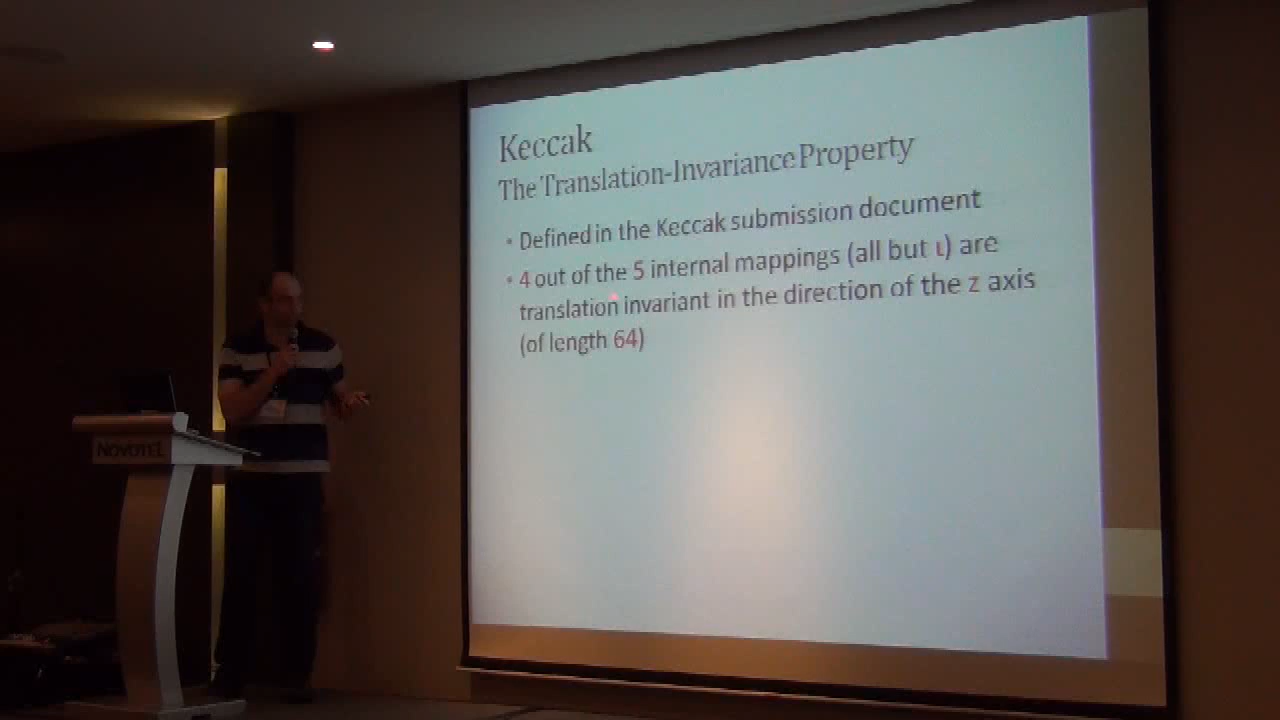 Keccak
The Translation-Invariance Property
• Defined in the Keccak submission document
• 4 out of the 5 internal mappings (all but ι) are
translation invariant in the direction of the z axis
(of length 64)
NOVOTEL